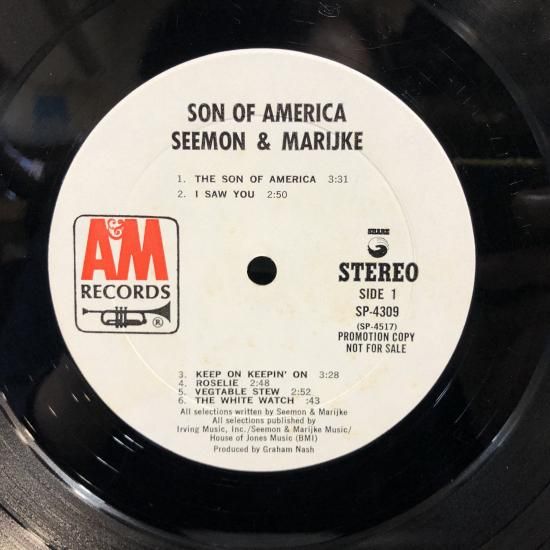 SON OF AMERICA
SEEMON & MARIJKE
1. THE SON OF AMERICA 3:31
2. I SAW YOU 2:50
A&M
RECORDS
®
SHARE
STEREO
SIDE 1
SP-4309
(SP-4517)
PROMOTION COPY
NOT FOR SALE
3. KEEP ON KEEPIN' ON 3:28
4. ROSELIE 2:48
5. VEGTABLE STEW 2:52
6. THE WHITE WATCH :43
All selections written by Seemon & Marijke
All selections published by
Irving Music, Inc./Seemon & Marijke Music/
House of Jones Music (BMI)
Produced by Graham Nash